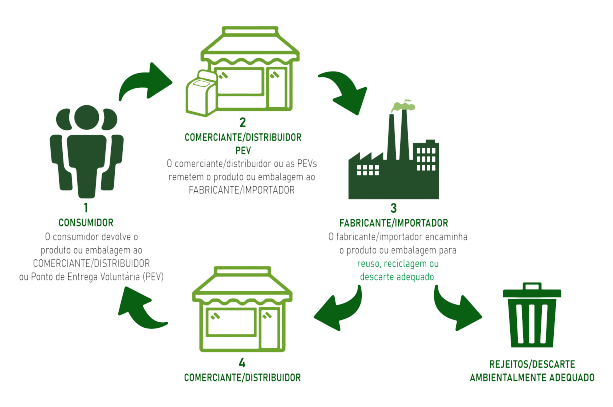 2
COMERCIANTE/DISTRIBUIDOR
PEV
O comerciante/distribuidor ou as PEVs
remetem o produto ou embalagem ao
FABRICANTE/IMPORTADOR
1
CONSUMIDOR
O consumidor devolve o
produto ou embalagem ao
COMERCIANTE/DISTRIBUIDOR
ou Ponto de Entrega Voluntária (PEV)
3
FABRICANTE/IMPORTADOR
O fabricante/importador encaminha
o produto ou embalagem para
reuso, reciclagem ou
descarte adequado
4
COMERCIANTE/DISTRIBUIDOR
REJEITOS/DESCARTE
AMBIENTALMENTE ADEQUADO